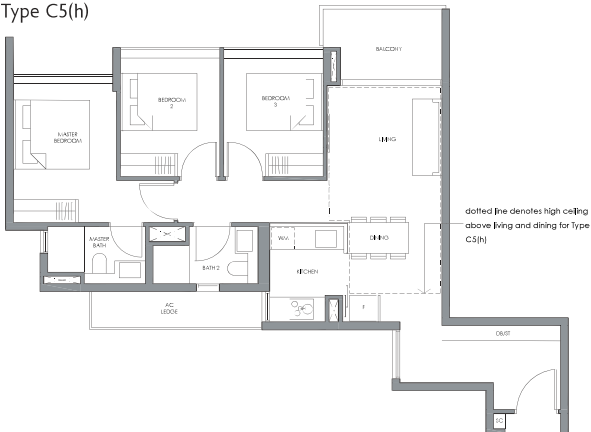 Type C5(h)
BALCONY
BEDROOM
2
BEDROOM
3
MASTER
BEDROOM
LIVING
dotted line denotes high ceiling
above living and dining for Type
C5(h)
MASTER
BATH
WM
DINING
BATH 2
KITCHEN
AC
LEDGE
F
DB/ST
SC